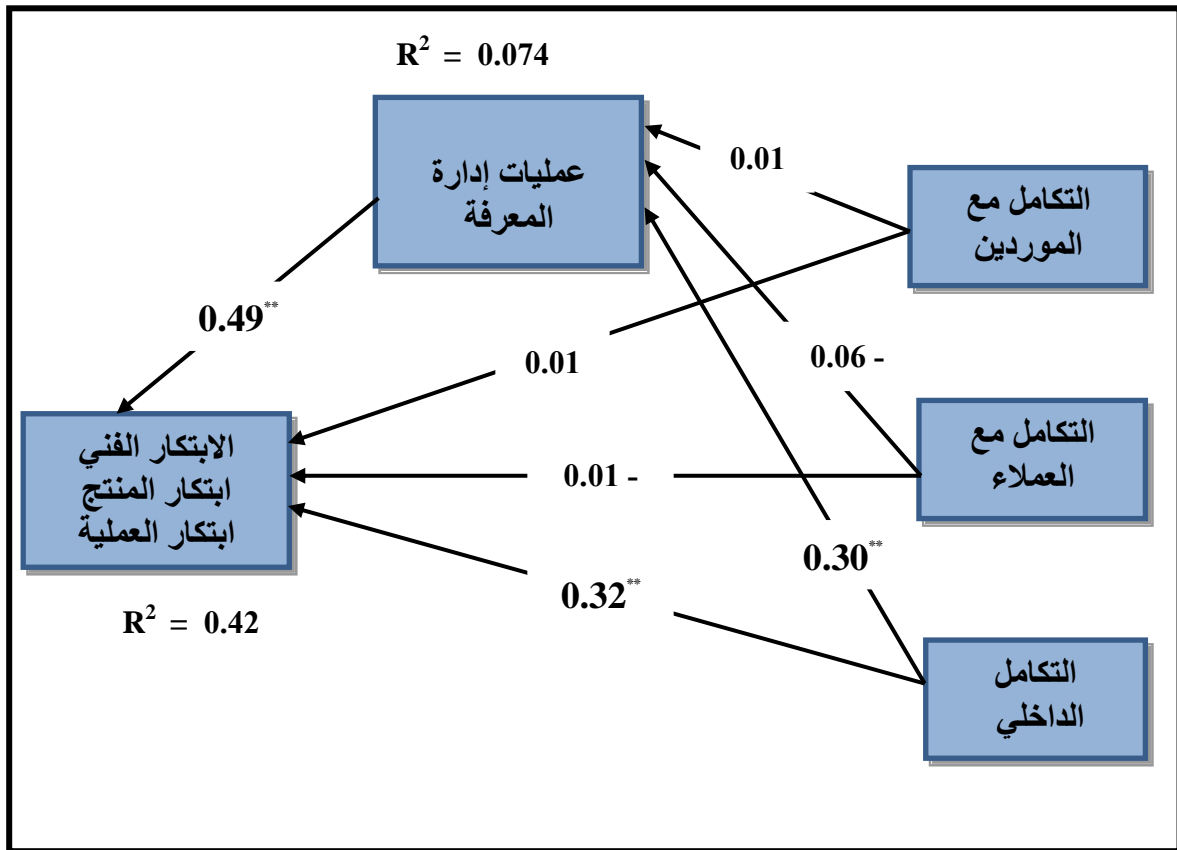 R² = 0.074
عمليات إدارة
المعرفة
0.01
التكامل مع
الموردين
0.49**
0.01
0.06 -
التكامل مع
العملاء
الابتكار الفني
ابتكار المنتج
ابتكار العملية
0.01 -
0.30**
0.32**
R² = 0.42
التكامل
الداخلي